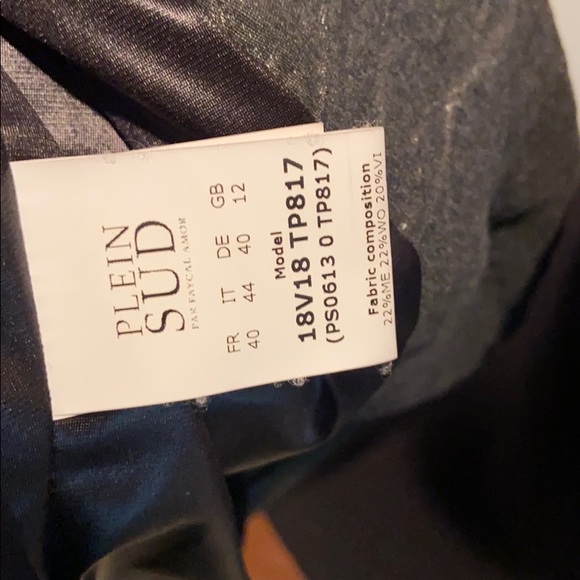 PLEIN
SUD
PAR FAYCAL AMOR
FR IT DE GB
40 44 40 12
Model
18V18 TP817
(PS0613 0 TP817)
Fabric composition
22%ME 22%WO 20%VI